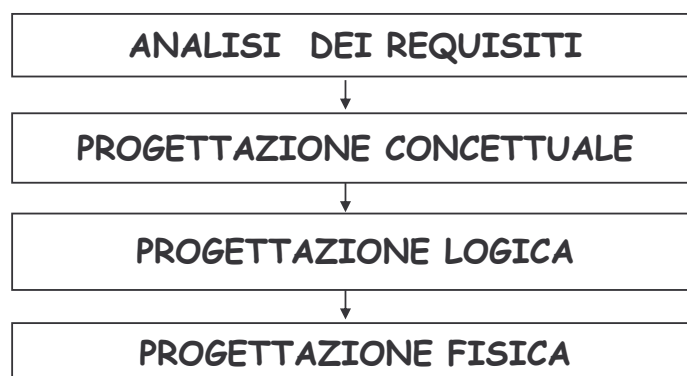 ANALISI DEI REQUISITI
PROGETTAZIONE CONCETTUALE
PROGETTAZIONE LOGICA
PROGETTAZIONE FISICA